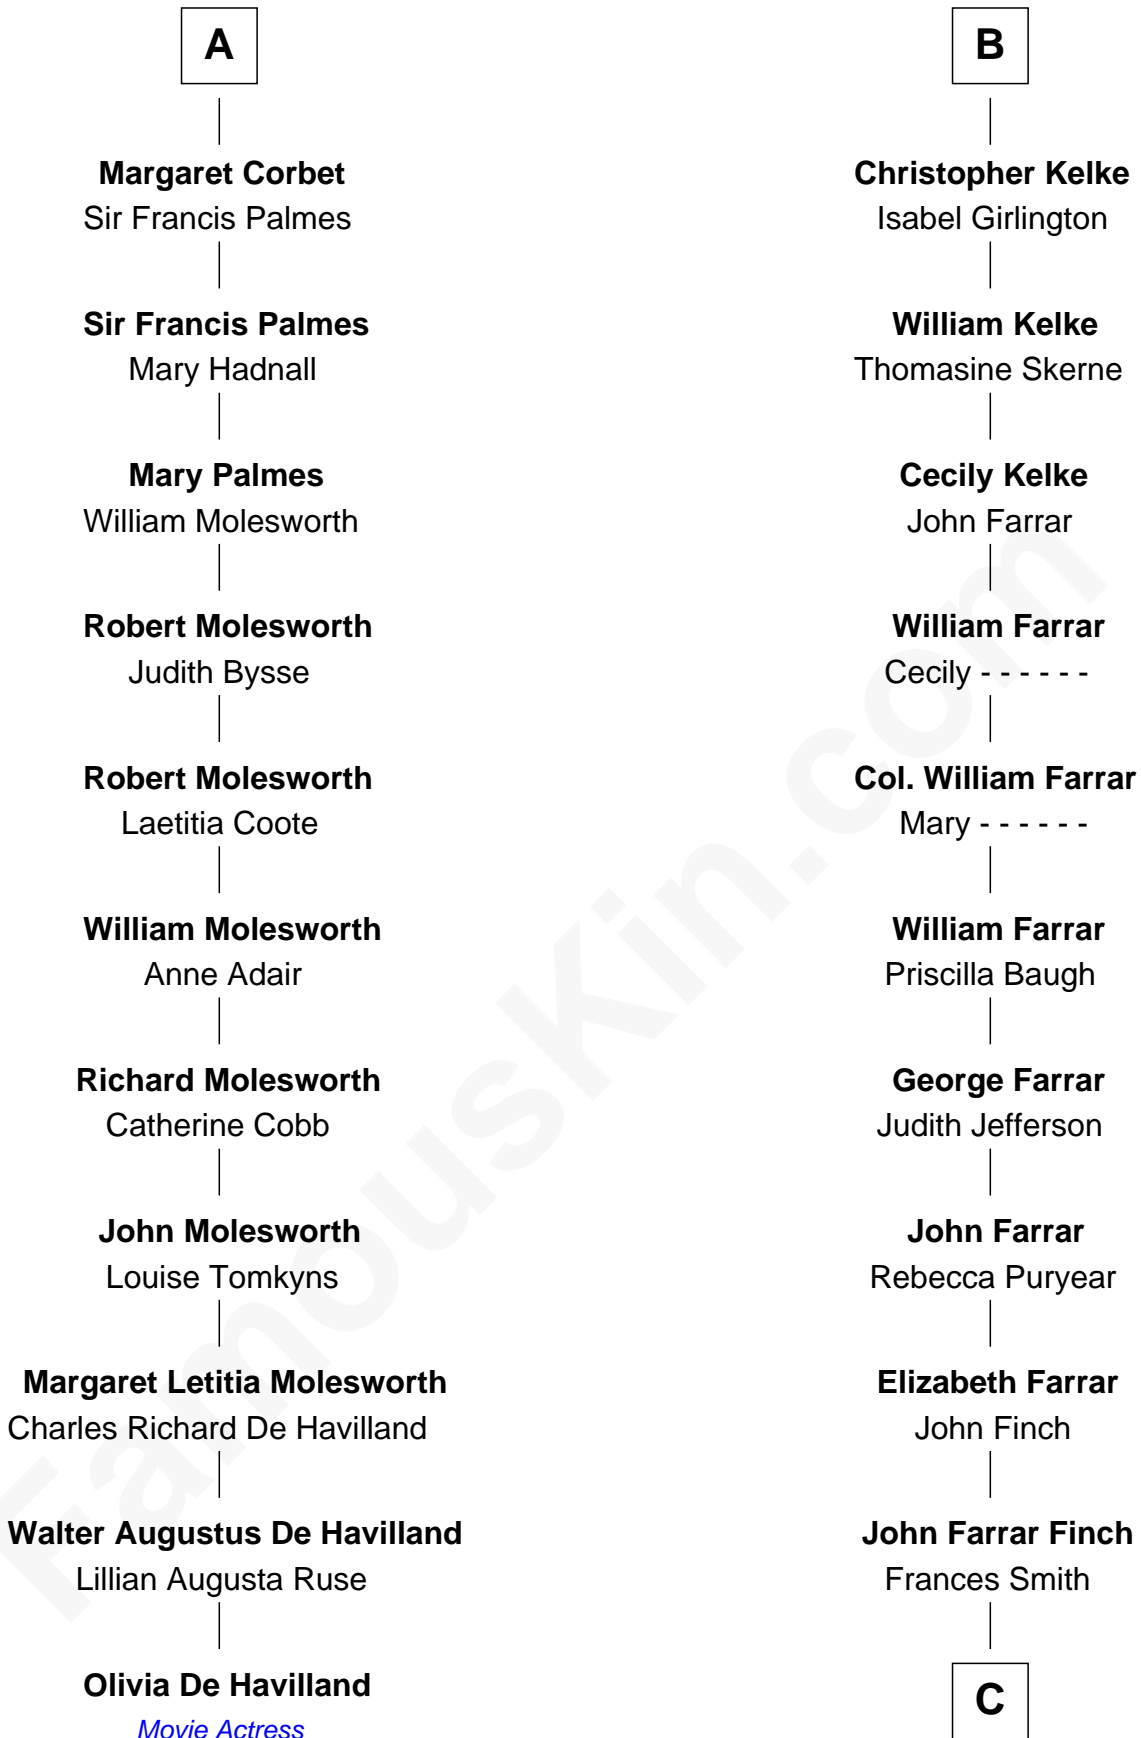 A
Margaret Corbet
Sir Francis Palmes
Sir Francis Palmes
Mary Hadnall
Mary Palmes
William Molesworth
Robert Molesworth
Judith Bysse
Robert Molesworth
Laetitia Coote
William Molesworth
Anne Adair
Richard Molesworth
Catherine Cobb
John Molesworth
Louise Tomkyns
Margaret Letitia Molesworth
Charles Richard De Havilland
Walter Augustus De Havilland
Lillian Augusta Ruse
Olivia De Havilland
Movie Actress
B
Christopher Kelke
Isabel Girlington
William Kelke
Thomasine Skerne
Cecily Kelke
John Farrar
William Farrar
Cecily - - - - - -
Col. William Farrar
Mary - - - - - -
William Farrar
Priscilla Baugh
George Farrar
Judith Jefferson
John Farrar
Rebecca Puryear
Elizabeth Farrar
John Finch
John Farrar Finch
Frances Smith
C
FamousKin.com